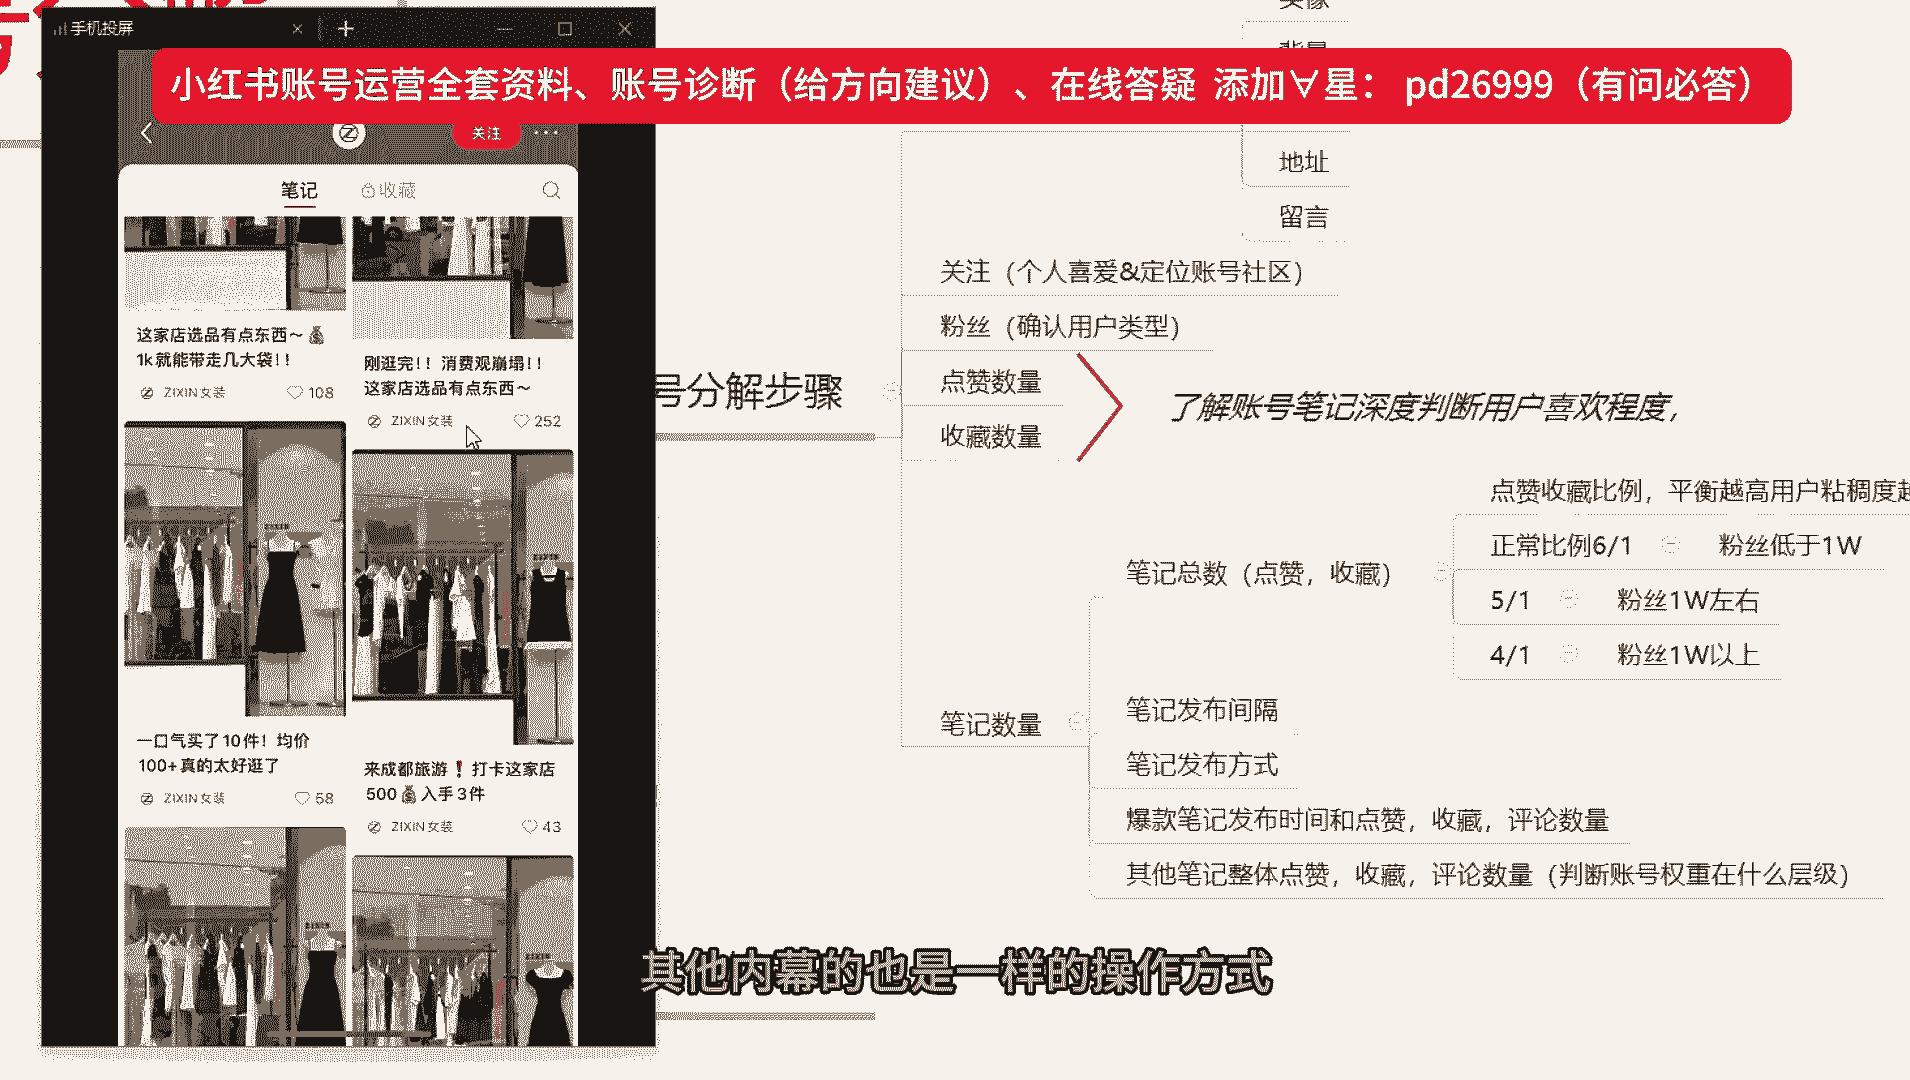 手机投屏
小红书账号运营全套资料、账号诊断（给方向建议）、在线答疑 添加∀星： pd26999（有问必答）
关注
笔记
收藏
这家店选品有点东西～💰
1k就能带走几大袋!!
ZIXIN女装
108
刚逛完!! 消费观崩塌!!
这家店选品有点东西～
ZIXIN女装
252
一口气买了10件! 均价
100+真的太好逛了
ZIXIN女装
58
来成都旅游❗打卡这家店
500💰入手3件
ZIXIN女装
43
号分解步骤
地址
留言
关注（个人喜爱&定位账号社区）
粉丝（确认用户类型）
点赞数量
收藏数量
了解账号笔记深度判断用户喜欢程度，
笔记数量
笔记总数（点赞，收藏）
点赞收藏比例，平衡越高用户粘稠度越
正常比例6/1
粉丝低于1W
5/1
粉丝1W左右
4/1
粉丝1W以上
笔记发布间隔
笔记发布方式
爆款笔记发布时间和点赞，收藏，评论数量
其他笔记整体点赞，收藏，评论数量（判断账号权重在什么层级）
其他内幕的也是一样的操作方式